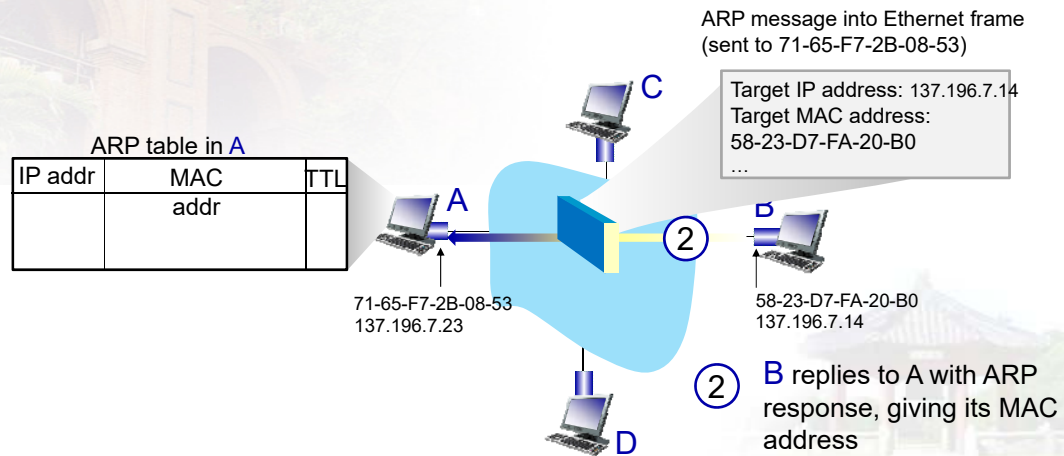 ARP message into Ethernet frame
(sent to 71-65-F7-2B-08-53)
Target IP address: 137.196.7.14
Target MAC address:
58-23-D7-FA-20-B0
...
C
ARP table in A
IP addr MAC TTL
addr
A
B
2
71-65-F7-2B-08-53
137.196.7.23
58-23-D7-FA-20-B0
137.196.7.14
D
2 B replies to A with ARP
response, giving its MAC
address